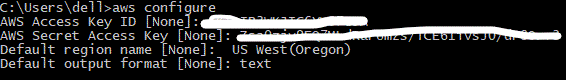 C:\Users\dell>aws configure
AWS Access Key ID [None]:
AWS Secret Access Key [None]:
Default region name [None]:  US West(Oregon)
Default output format [None]: text